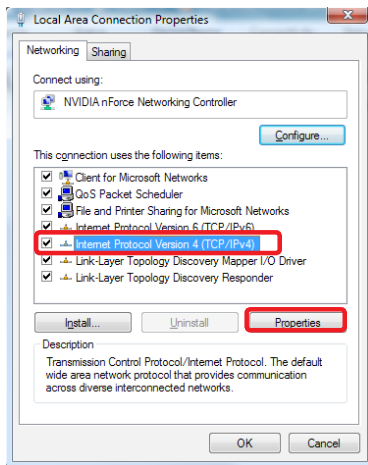 Local Area Connection Properties
Networking Sharing
Connect using:
NVIDIA nForce Networking Controller
Configure...
This connection uses the following items:
Client for Microsoft Networks
QoS Packet Scheduler
File and Printer Sharing for Microsoft Networks
Internet Protocol Version 6 (TCP/IPv6)
Internet Protocol Version 4 (TCP/IPv4)
Link-Layer Topology Discovery Mapper I/O Driver
Link-Layer Topology Discovery Responder
Install... Uninstall Properties
Description
Transmission Control Protocol/Internet Protocol. The default
wide area network protocol that provides communication
across diverse interconnected networks.
OK Cancel